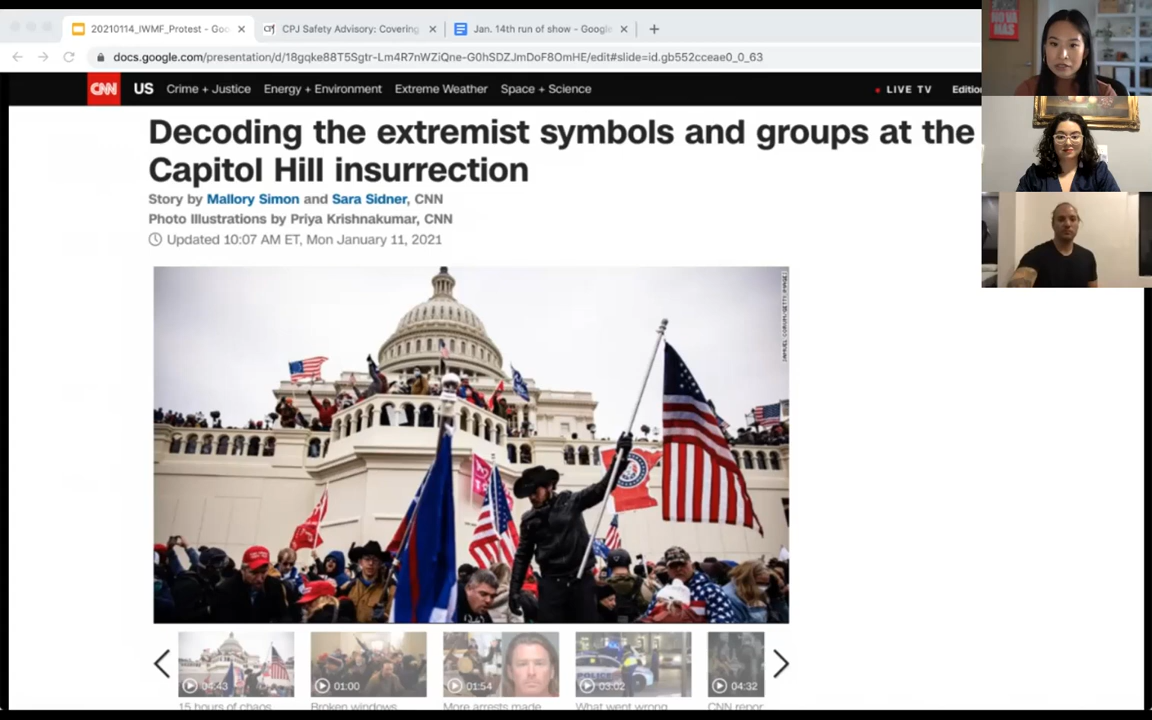 20210114_IWMF_Protest - Goo
CPJ Safety Advisory: Covering
Jan. 14th run of show - Google
docs.google.com/presentation/d/18gqke88T5Sgtr-Lm4R7nWZiQne-G0hSDZJmDoF8OmHE/edit#slide=id.gb552cceae0_0_63
CNN US Crime + Justice Energy + Environment Extreme Weather Space + Science LIVE TV Edition
Decoding the extremist symbols and groups at the
Capitol Hill insurrection
Story by Mallory Simon and Sara Sidner, CNN
Photo Illustrations by Priya Krishnakumar, CNN
Updated 10:07 AM ET, Mon January 11, 2021
04:43
01:00
01:54
03:02
04:32
15 hours of chaos
Broken windows
More arrests made
What went wrong
CNN repor